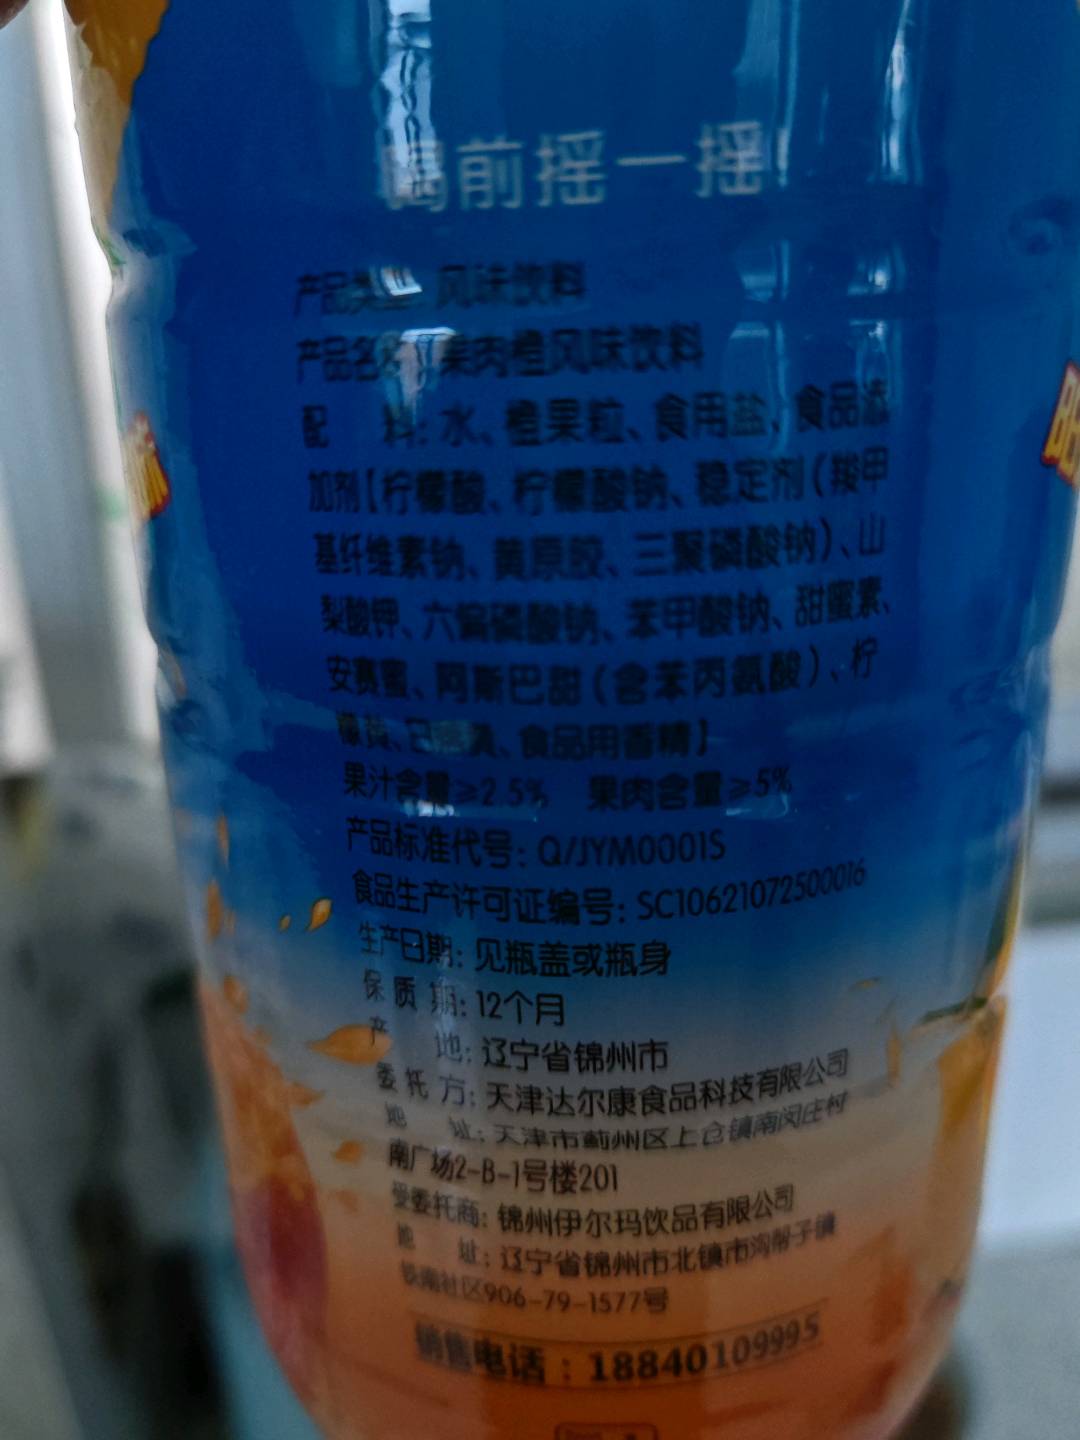 喝前摇一摇!
产品类型 风味饮料
产品名称 果肉橙风味饮料
配 料: 水、橙果粒、食用盐、食品添
加剂【柠檬酸、柠檬酸钠、稳定剂(羧甲
基纤维素钠、黄原胶、三聚磷酸钠)、山
梨酸钾、六偏磷酸钠、苯甲酸钠、甜蜜素、
安赛蜜、阿斯巴甜(含苯丙氨酸)、柠
檬黄、日落黄、食品用香精】
果汁含量≥2.5% 果肉含量≥5%
产品标准代号: Q/JYM0001S
食品生产许可证编号: SC10621072500016
生产日期: 见瓶盖或瓶身
保 质 期: 12个月
产 地: 辽宁省锦州市
委 托 方: 天津达尔康食品科技有限公司
地 址: 天津市蓟州区上仓镇南闵庄村
南广场2-B-1号楼201
受委托商: 锦州伊尔玛饮品有限公司
地 址: 辽宁省锦州市北镇市沟帮子镇
铁南社区906-79-1577号
销售电话: 18840109995